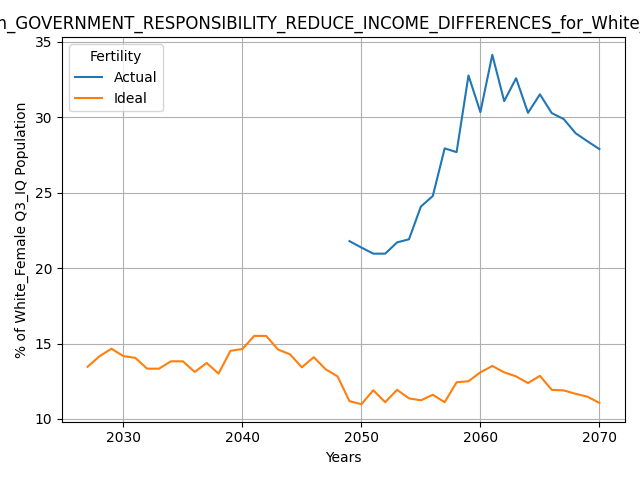 n_GOVERNMENT_RESPONSIBILITY_REDUCE_INCOME_DIFFERENCES_for_White_
Fertility
Actual
Ideal
% of White_Female Q3_IQ Population
35
30
25
20
15
10
2030
2040
2050
2060
2070
Years